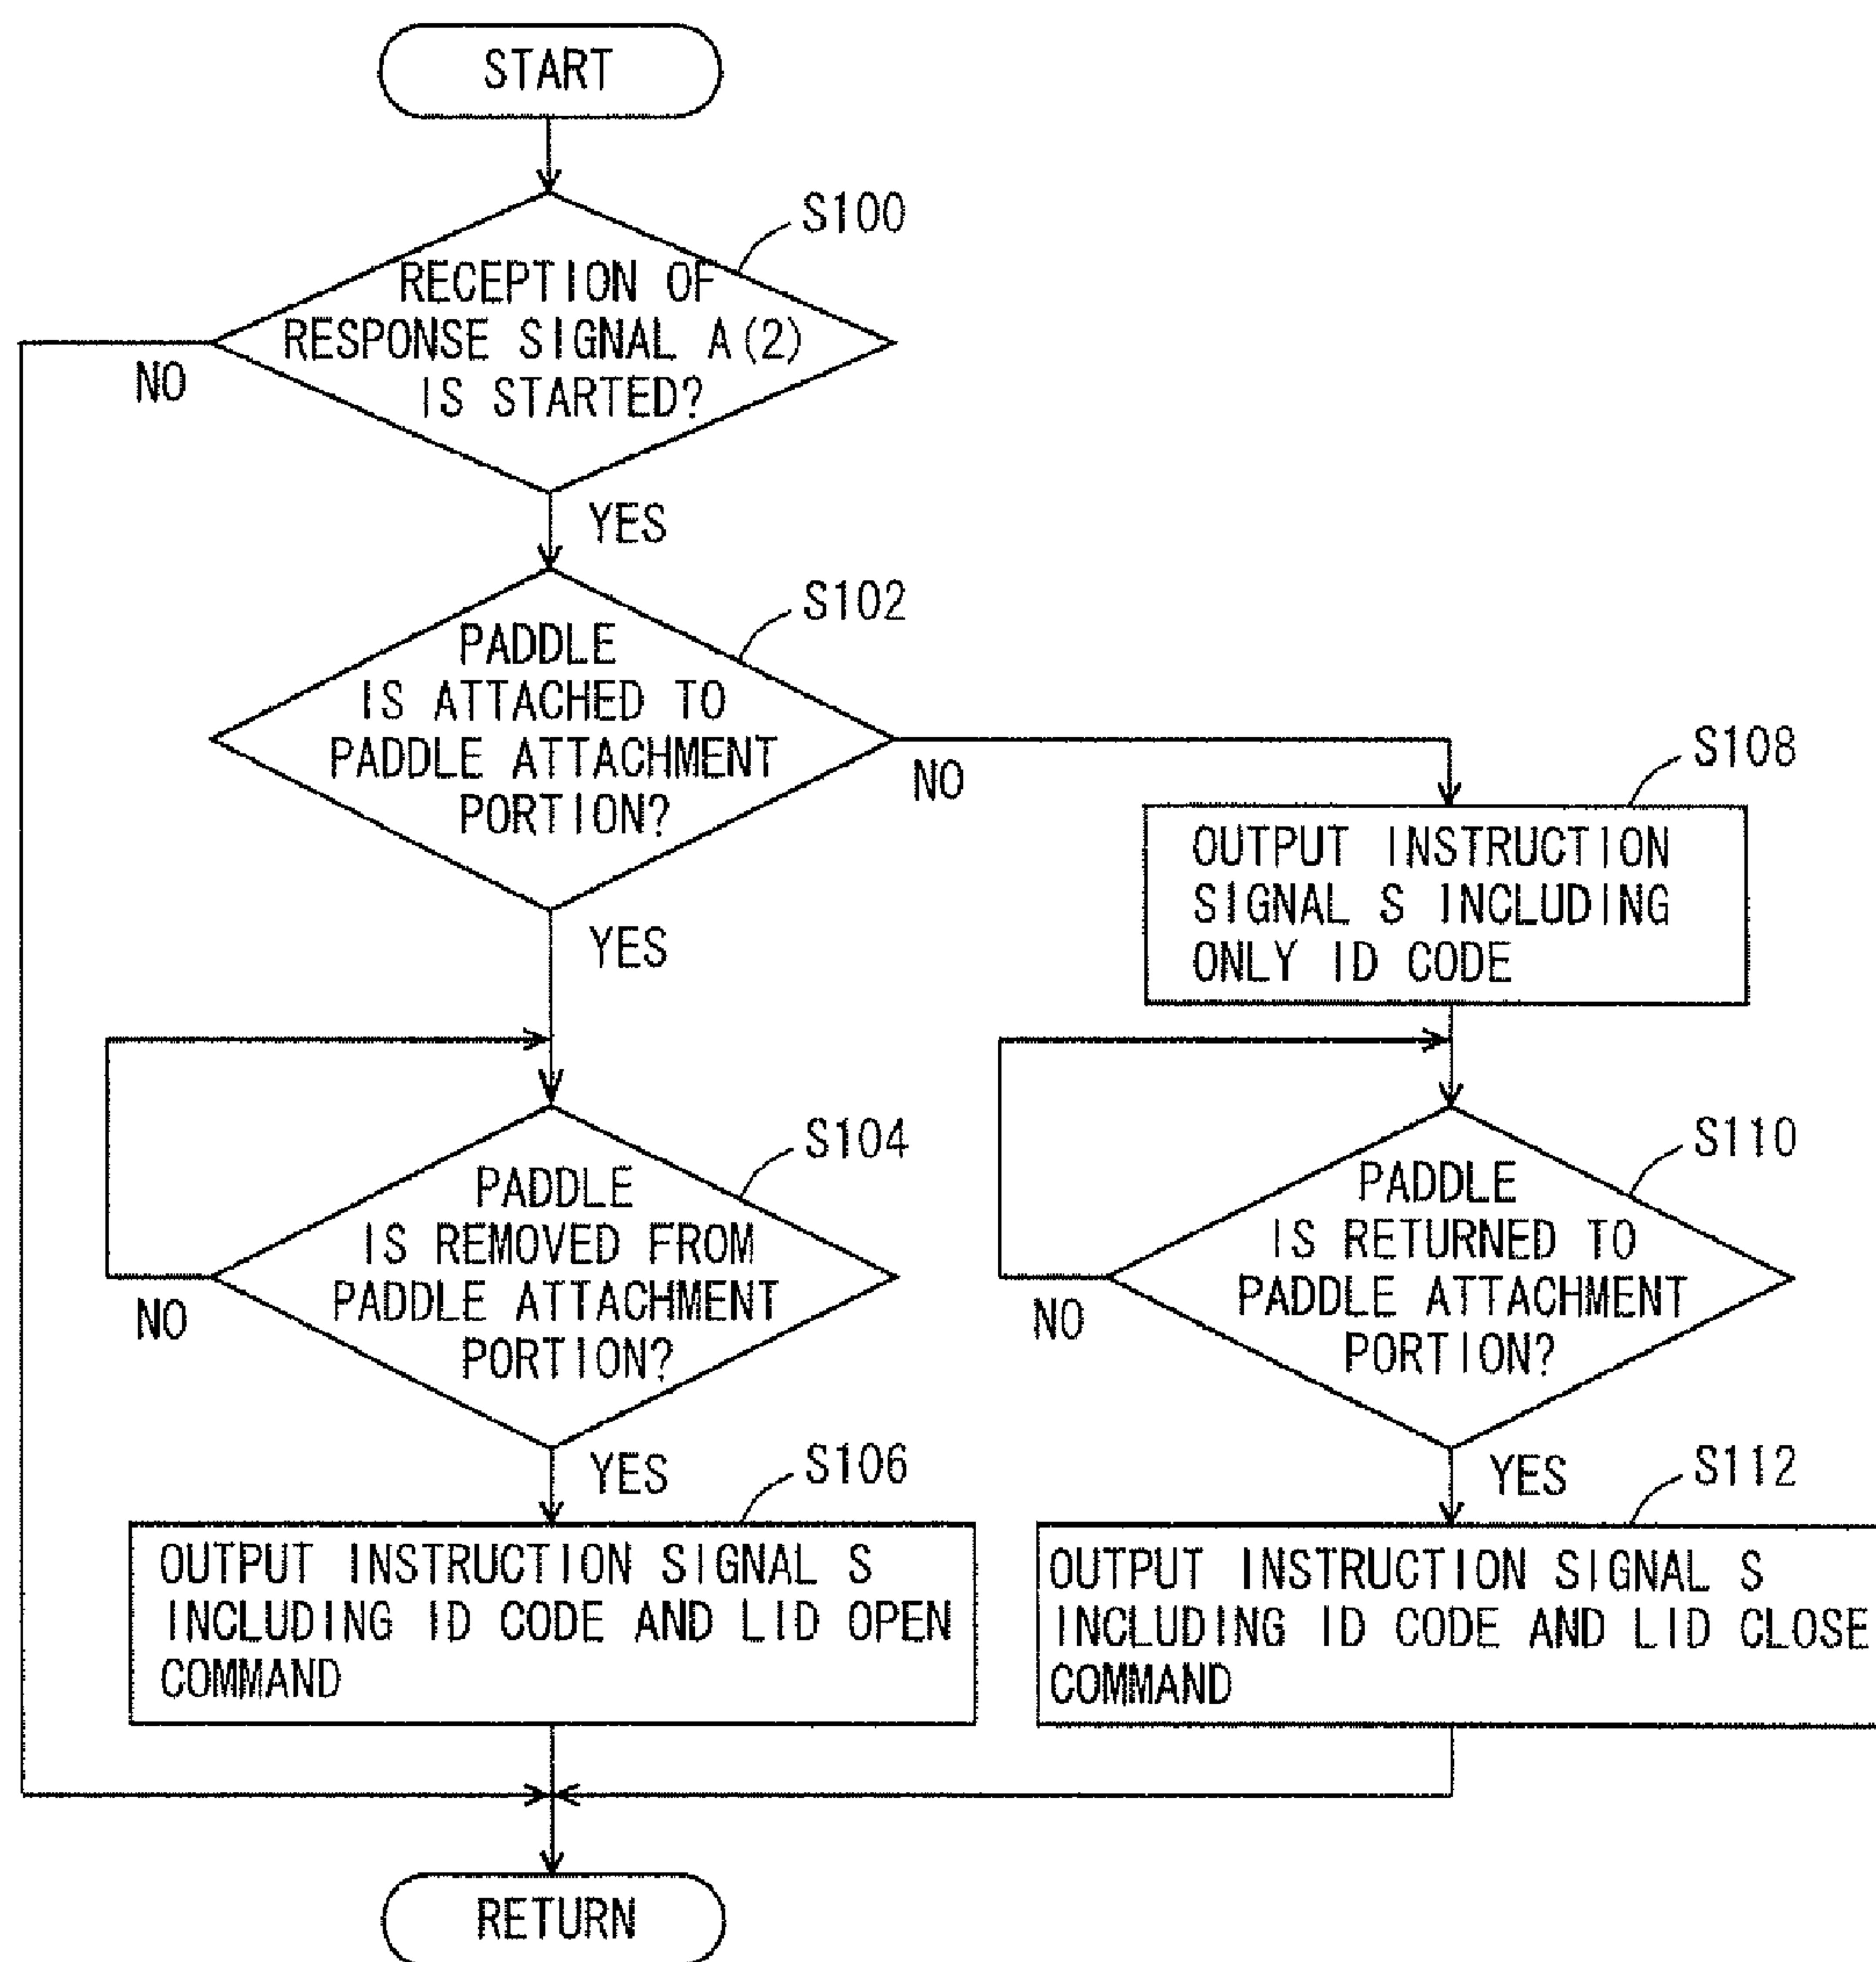 START
S100
RECEPTION OF
RESPONSE SIGNAL A(2)
IS STARTED?
NO
YES
S102
PADDLE
IS ATTACHED TO
PADDLE ATTACHMENT
PORTION?
NO
YES
S108
OUTPUT INSTRUCTION
SIGNAL S INCLUDING
ONLY ID CODE
S104
PADDLE
IS REMOVED FROM
PADDLE ATTACHMENT
PORTION?
NO
YES
S110
PADDLE
IS RETURNED TO
PADDLE ATTACHMENT
PORTION?
NO
YES
S106
OUTPUT INSTRUCTION SIGNAL S
INCLUDING ID CODE AND LID OPEN
COMMAND
S112
OUTPUT INSTRUCTION SIGNAL S
INCLUDING ID CODE AND LID CLOSE
COMMAND
RETURN